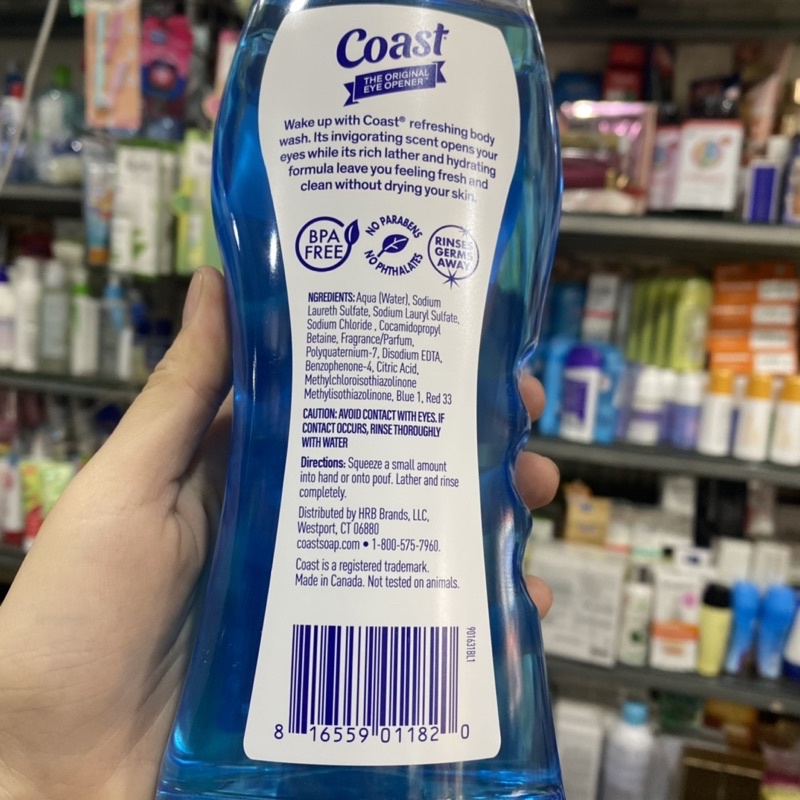 Coast
THE ORIGINAL
EYE OPENER™
Wake up with Coast® refreshing body
wash. Its invigorating scent opens your
eyes while its rich lather and hydrating
formula leave you feeling fresh and
clean without drying your skin.
BPA
FREE
NO PARABENS
NO PHTHALATES
RINSES
GERMS
AWAY
NGREDIENTS: Aqua (Water), Sodium
Laureth Sulfate, Sodium Lauryl Sulfate,
Sodium Chloride , Cocamidopropyl
Betaine, Fragrance/Parfum,
Polyquaternium-7, Disodium EDTA,
Benzophenone-4, Citric Acid,
Methylchloroisothiazolinone
Methylisothiazolinone, Blue 1, Red 33
CAUTION: AVOID CONTACT WITH EYES. IF
CONTACT OCCURS, RINSE THOROUGHLY
WITH WATER
Directions: Squeeze a small amount
into hand or onto pouf. Lather and rinse
completely.
Distributed by HRB Brands, LLC,
Westport, CT 06880
coastsoap.com • 1-800-575-7960.
Coast is a registered trademark.
Made in Canada. Not tested on animals.
901631BL1
8 16559 01182 0